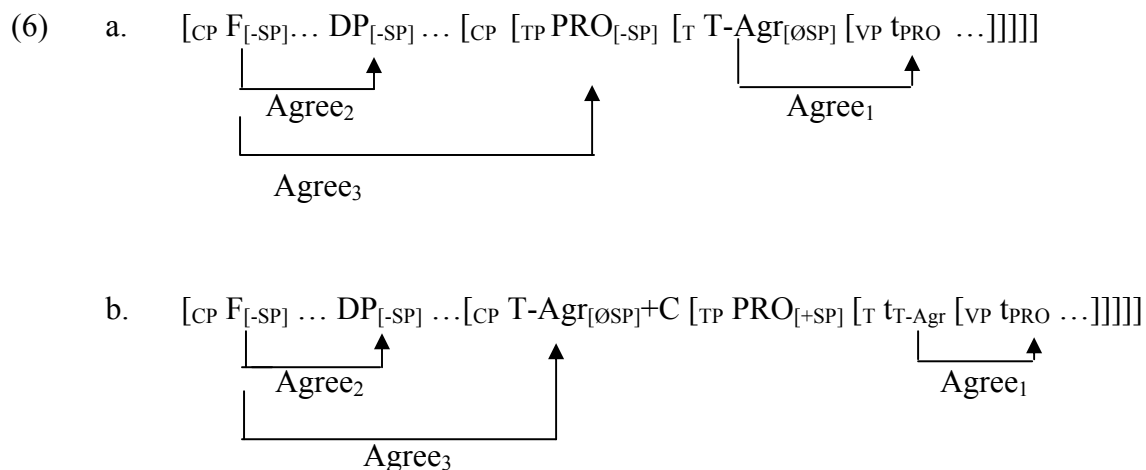 (6) a. [CP F[-SP]… DP[-SP] … [CP [TP PRO[-SP] [T T-Agr[ØSP] [VP tPRO …]]]]]
Agree2 Agree1
Agree3
b. [CP F[-SP] … DP[-SP] …[CP T-Agr[ØSP]+C [TP PRO[+SP] [T tT-Agr [VP tPRO …]]]]]
Agree2 Agree1
Agree3